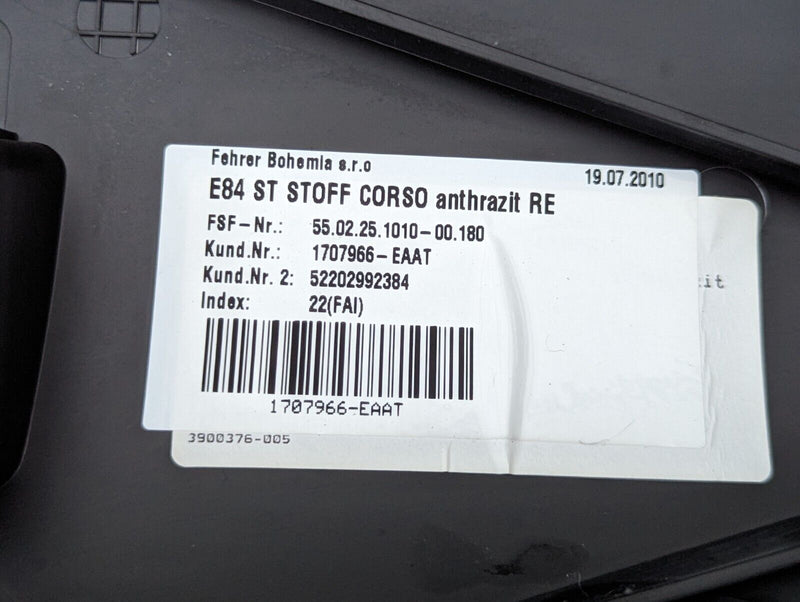 Fehrer Bohemia s.r.o
19.07.2010
E84 ST STOFF CORSO anthrazit RE
FSF-Nr.: 55.02.25.1010-00.180
Kund.Nr.: 1707966-EAAT
Kund.Nr. 2: 52202992384
Index: 22(FAI)
1707966-EAAT
3900376-005